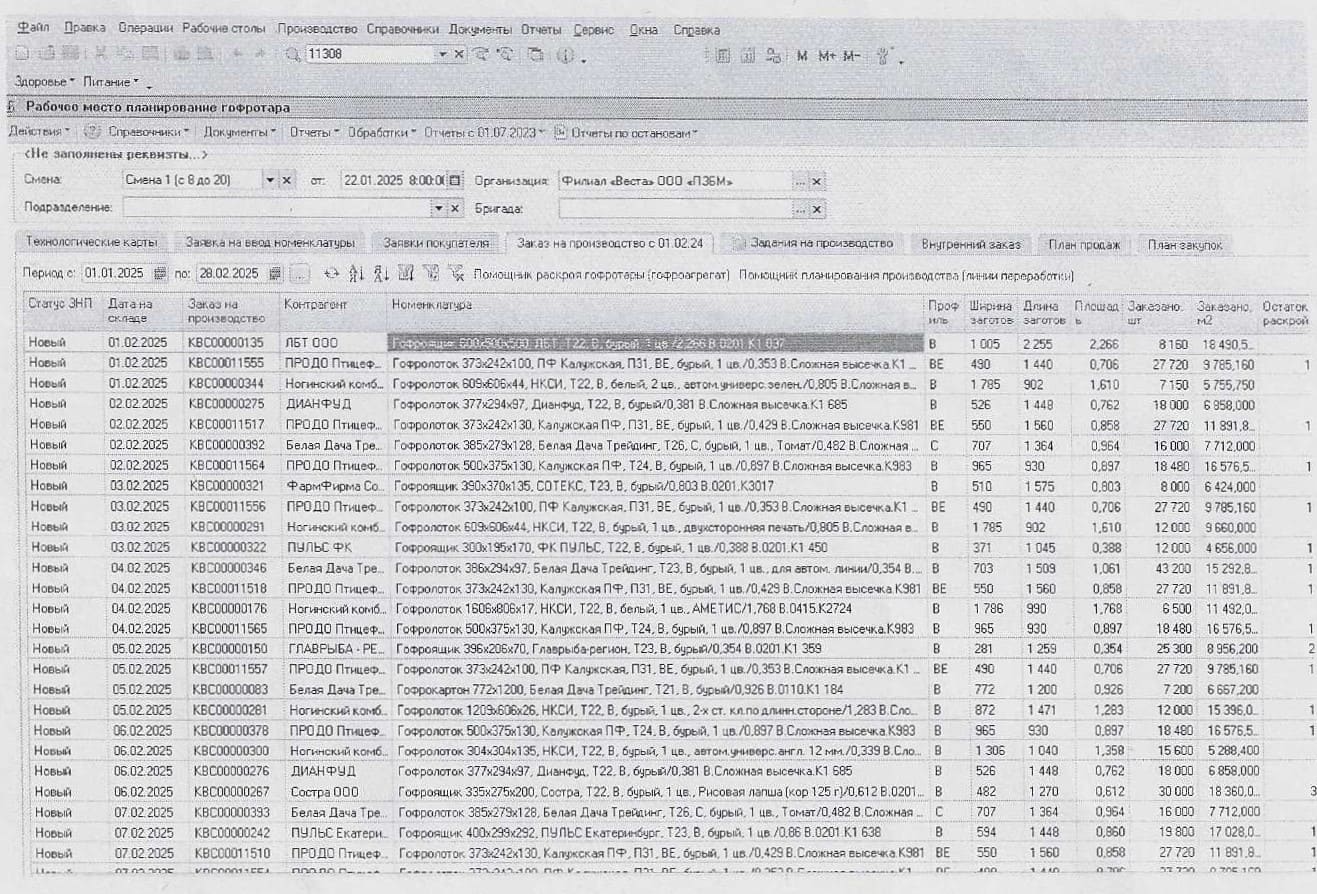 Файл Правка Операции Рабочие столы Производство Справочники Документы Отчеты Сервис Окна Справка
11308 M M+ M-
Здоровье Питание
Рабочее место планирование гофротара
Действия Справочники Документы Отчеты Обработки Отчеты с 01.07.2023 Отчеты по остановам
<Не заполнены реквизты...>
Смена: Смена 1 (с 8 до 20) от: 22.01.2025 8:00:0 Организация: Филиал «Веста» ООО «ПЗБМ»
Подразделение: Бригада:
Технологические карты Заявка на ввод номенклатуры Заявки покупателя Заказ на производство с 01.02.24 Задания на производство Внутренний заказ План продаж План закупок
Период с: 01.01.2025 по: 28.02.2025 Помощник раскроя гофротары (гофроагрегат) Помощник планирования производства (линии переработки)
Статус ЗНП Дата на складе Заказ на производство Контрагент Номенклатура Проф иль Ширина заготов Длина заготов Площад ь Заказано, шт Заказано, м2 Остаток раскрой
Новый 01.02.2025 КВС00000135 ЛБТ ООО Гофроящик 600х500х500, ЛБТ, Т22, В, бурый, 1 цв./2,266 В.0201.К1 037 В 1 005 2 255 2,266 8 160 18 490,5...
Новый 01.02.2025 КВС00011555 ПРОДО Птицеф... Гофролоток 373х242х100, ПФ Калужская, П31, ВЕ, бурый, 1 цв./0,353 В.Сложная высечка.К1 ... ВЕ 490 1 440 0,706 27 720 9 785,160 1
Новый 01.02.2025 КВС00000344 Ногинский комб... Гофролоток 609х606х44, НКСИ, Т22, В, белый, 2 цв., автом.универс.зелен./0,805 В.Сложная в... В 1 785 902 1,610 7 150 5 755,750
Новый 02.02.2025 КВС00000275 ДИАНФУД Гофролоток 377х294х97, Дианфуд, Т22, В, бурый/0,381 В.Сложная высечка.К1 685 В 526 1 448 0,762 18 000 6 858,000
Новый 02.02.2025 КВС00011517 ПРОДО Птицеф... Гофролоток 373х242х130, Калужская ПФ, П31, ВЕ, бурый, 1 цв./0,429 В.Сложная высечка.К981 ВЕ 550 1 560 0,858 27 720 11 891,8... 1
Новый 02.02.2025 КВС00000392 Белая Дача Тре... Гофролоток 385х279х128, Белая Дача Трейдинг, Т26, С, бурый, 1 цв., Томат/0,482 В.Сложная ... С 707 1 364 0,964 16 000 7 712,000
Новый 02.02.2025 КВС00011564 ПРОДО Птицеф... Гофролоток 500х375х130, Калужская ПФ, Т24, В, бурый, 1 цв./0,897 В.Сложная высечка.К983 В 965 930 0,897 18 480 16 576,5... 1
Новый 03.02.2025 КВС00000321 ФармФирма Со... Гофроящик 390х370х135, СОТЕКС, Т23, В, бурый/0,803 В.0201.К3017 В 510 1 575 0,803 8 000 6 424,000
Новый 03.02.2025 КВС00011556 ПРОДО Птицеф... Гофролоток 373х242х100, ПФ Калужская, П31, ВЕ, бурый, 1 цв./0,353 В.Сложная высечка.К1 ... ВЕ 490 1 440 0,706 27 720 9 785,160 1
Новый 03.02.2025 КВС00000291 Ногинский комб... Гофролоток 609х606х44, НКСИ, Т22, В, бурый, 1 цв., двухсторонняя печать/0,805 В.Сложная в... В 1 785 902 1,610 12 000 9 660,000
Новый 03.02.2025 КВС00000322 ПУЛЬС ФК Гофроящик 300х195х170, ФК ПУЛЬС, Т22, В, бурый, 1 цв./0,388 В.0201.К1 450 В 371 1 045 0,388 12 000 4 656,000 1
Новый 04.02.2025 КВС00000346 Белая Дача Тре... Гофролоток 386х294х97, Белая Дача Трейдинг, Т23, В, бурый, 1 цв., для автом. линии/0,354 В... В 703 1 509 1,061 43 200 15 292,8... 1
Новый 04.02.2025 КВС00011518 ПРОДО Птицеф... Гофролоток 373х242х130, Калужская ПФ, П31, ВЕ, бурый, 1 цв./0,429 В.Сложная высечка.К981 ВЕ 550 1 560 0,858 27 720 11 891,8... 1
Новый 04.02.2025 КВС00000176 Ногинский комб... Гофролоток 1606х806х17, НКСИ, Т22, В, белый, 1 цв., АМЕТИС/1,768 В.0415.К2724 В 1 786 990 1,768 6 500 11 492,0...
Новый 04.02.2025 КВС00011565 ПРОДО Птицеф... Гофролоток 500х375х130, Калужская ПФ, Т24, В, бурый, 1 цв./0,897 В.Сложная высечка.К983 В 965 930 0,897 18 480 16 576,5... 1
Новый 05.02.2025 КВС00000150 ГЛАВРЫБА - РЕ... Гофроящик 396х206х70, Главрыба-регион, Т23, В, бурый/0,354 В.0201.К1 359 В 281 1 259 0,354 25 300 8 956,200 2
Новый 05.02.2025 КВС00011557 ПРОДО Птицеф... Гофролоток 373х242х100, ПФ Калужская, П31, ВЕ, бурый, 1 цв./0,353 В.Сложная высечка.К1 ... ВЕ 490 1 440 0,706 27 720 9 785,160 1
Новый 05.02.2025 КВС00000083 Белая Дача Тре... Гофрокартон 772х1200, Белая Дача Трейдинг, Т21, В, бурый/0,926 В.0110.К1 184 В 772 1 200 0,926 7 200 6 667,200
Новый 05.02.2025 КВС00000281 Ногинский комб... Гофролоток 1209х606х26, НКСИ, Т22, В, бурый, 1 цв., 2-х ст. кл.по длинн.стороне/1,283 В.Сло... В 872 1 471 1,283 12 000 15 396,0... 1
Новый 06.02.2025 КВС00000378 ПРОДО Птицеф... Гофролоток 500х375х130, Калужская ПФ, Т24, В, бурый, 1 цв./0,897 В.Сложная высечка.К983 В 965 930 0,897 18 480 16 576,5... 1
Новый 06.02.2025 КВС00000300 Ногинский комб... Гофролоток 304х304х135, НКСИ, Т22, В, бурый, 1 цв., автом.универс.англ. 12 мм./0,339 В.Сло... В 1 306 1 040 1,358 15 600 5 288,400
Новый 06.02.2025 КВС00000276 ДИАНФУД Гофролоток 377х294х97, Дианфуд, Т22, В, бурый/0,381 В.Сложная высечка.К1 685 В 526 1 448 0,762 18 000 6 858,000
Новый 06.02.2025 КВС00000267 Состра ООО Гофроящик 335х275х200, Состра, Т22, В, бурый, 1 цв., Рисовая лапша (кор 125 г)/0,612 В.0201... В 482 1 270 0,612 30 000 18 360,0... 3
Новый 07.02.2025 КВС00000393 Белая Дача Тре... Гофролоток 385х279х128, Белая Дача Трейдинг, Т26, С, бурый, 1 цв., Томат/0,482 В.Сложная ... С 707 1 364 0,964 16 000 7 712,000
Новый 07.02.2025 КВС00000242 ПУЛЬС Екатери... Гофроящик 400х299х292, ПУЛЬС Екатеринбург, Т23, В, бурый, 1 цв./0,86 В.0201.К1 638 В 594 1 448 0,860 19 800 17 028,0... 1
Новый 07.02.2025 КВС00011510 ПРОДО Птицеф... Гофролоток 373х242х130, Калужская ПФ, П31, ВЕ, бурый, 1 цв./0,429 В.Сложная высечка.К981 ВЕ 550 1 560 0,858 27 720 11 891,8... 1